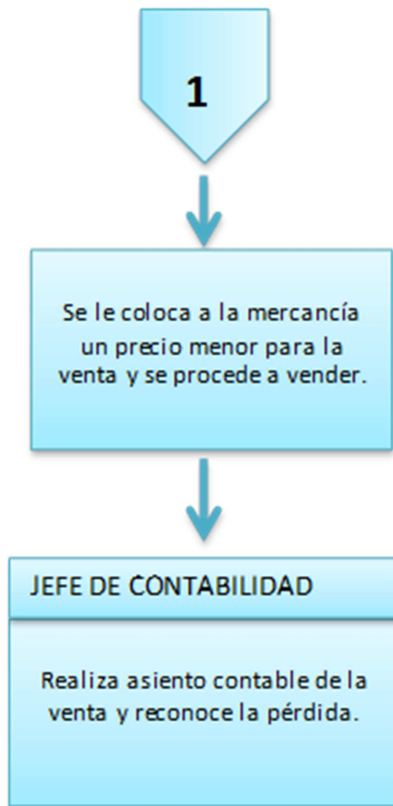 1
Se le coloca a la mercancía
un precio menor para la
venta y se procede a vender.
JEFE DE CONTABILIDAD
Realiza asiento contable de la
venta y reconoce la pérdida.